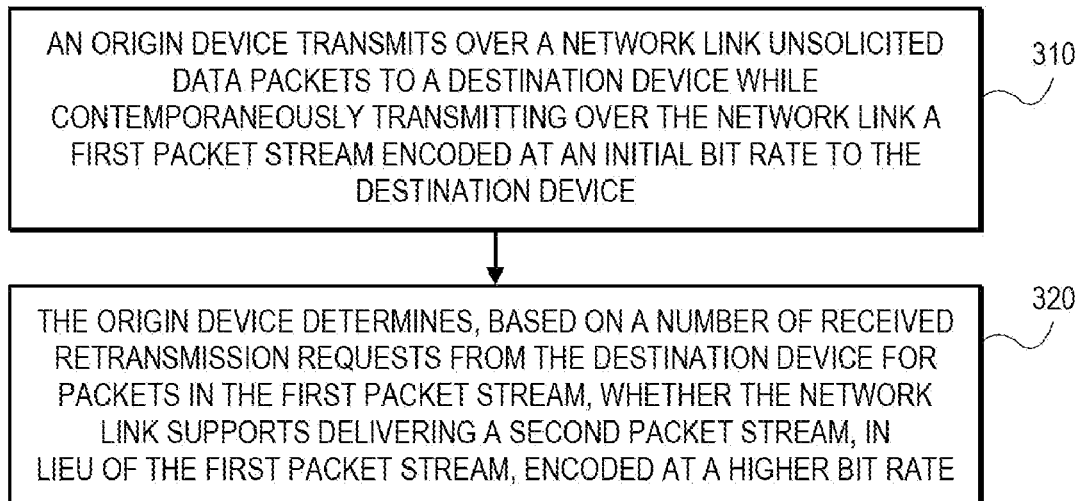 AN ORIGIN DEVICE TRANSMITS OVER A NETWORK LINK UNSOLICITED
DATA PACKETS TO A DESTINATION DEVICE WHILE
CONTEMPORANEOUSLY TRANSMITTING OVER THE NETWORK LINK A
FIRST PACKET STREAM ENCODED AT AN INITIAL BIT RATE TO THE
DESTINATION DEVICE
310
THE ORIGIN DEVICE DETERMINES, BASED ON A NUMBER OF RECEIVED
RETRANSMISSION REQUESTS FROM THE DESTINATION DEVICE FOR
PACKETS IN THE FIRST PACKET STREAM, WHETHER THE NETWORK
LINK SUPPORTS DELIVERING A SECOND PACKET STREAM, IN
LIEU OF THE FIRST PACKET STREAM, ENCODED AT A HIGHER BIT RATE
320